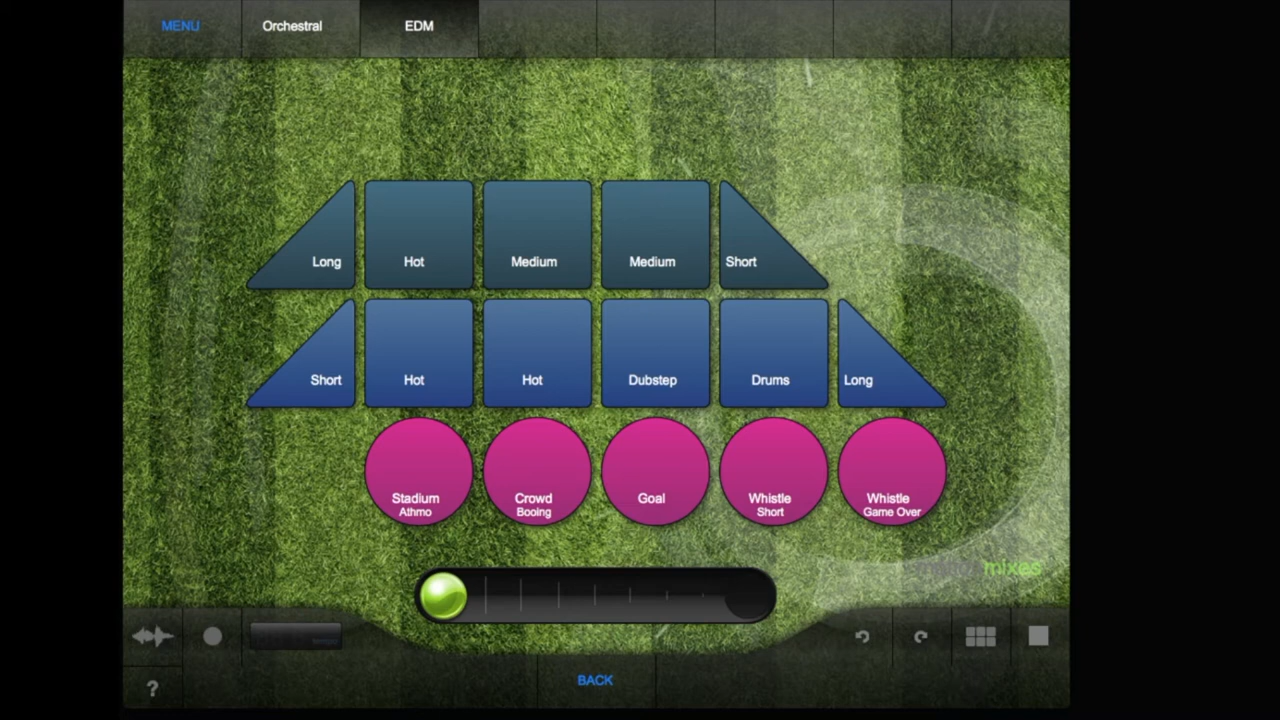 MENU
Orchestral
EDM
Long
Hot
Medium
Medium
Short
Short
Hot
Hot
Dubstep
Drums
Long
Stadium
Athmo
Crowd
Booing
Goal
Whistle
Short
Whistle
Game Over
mixes
?
BACK